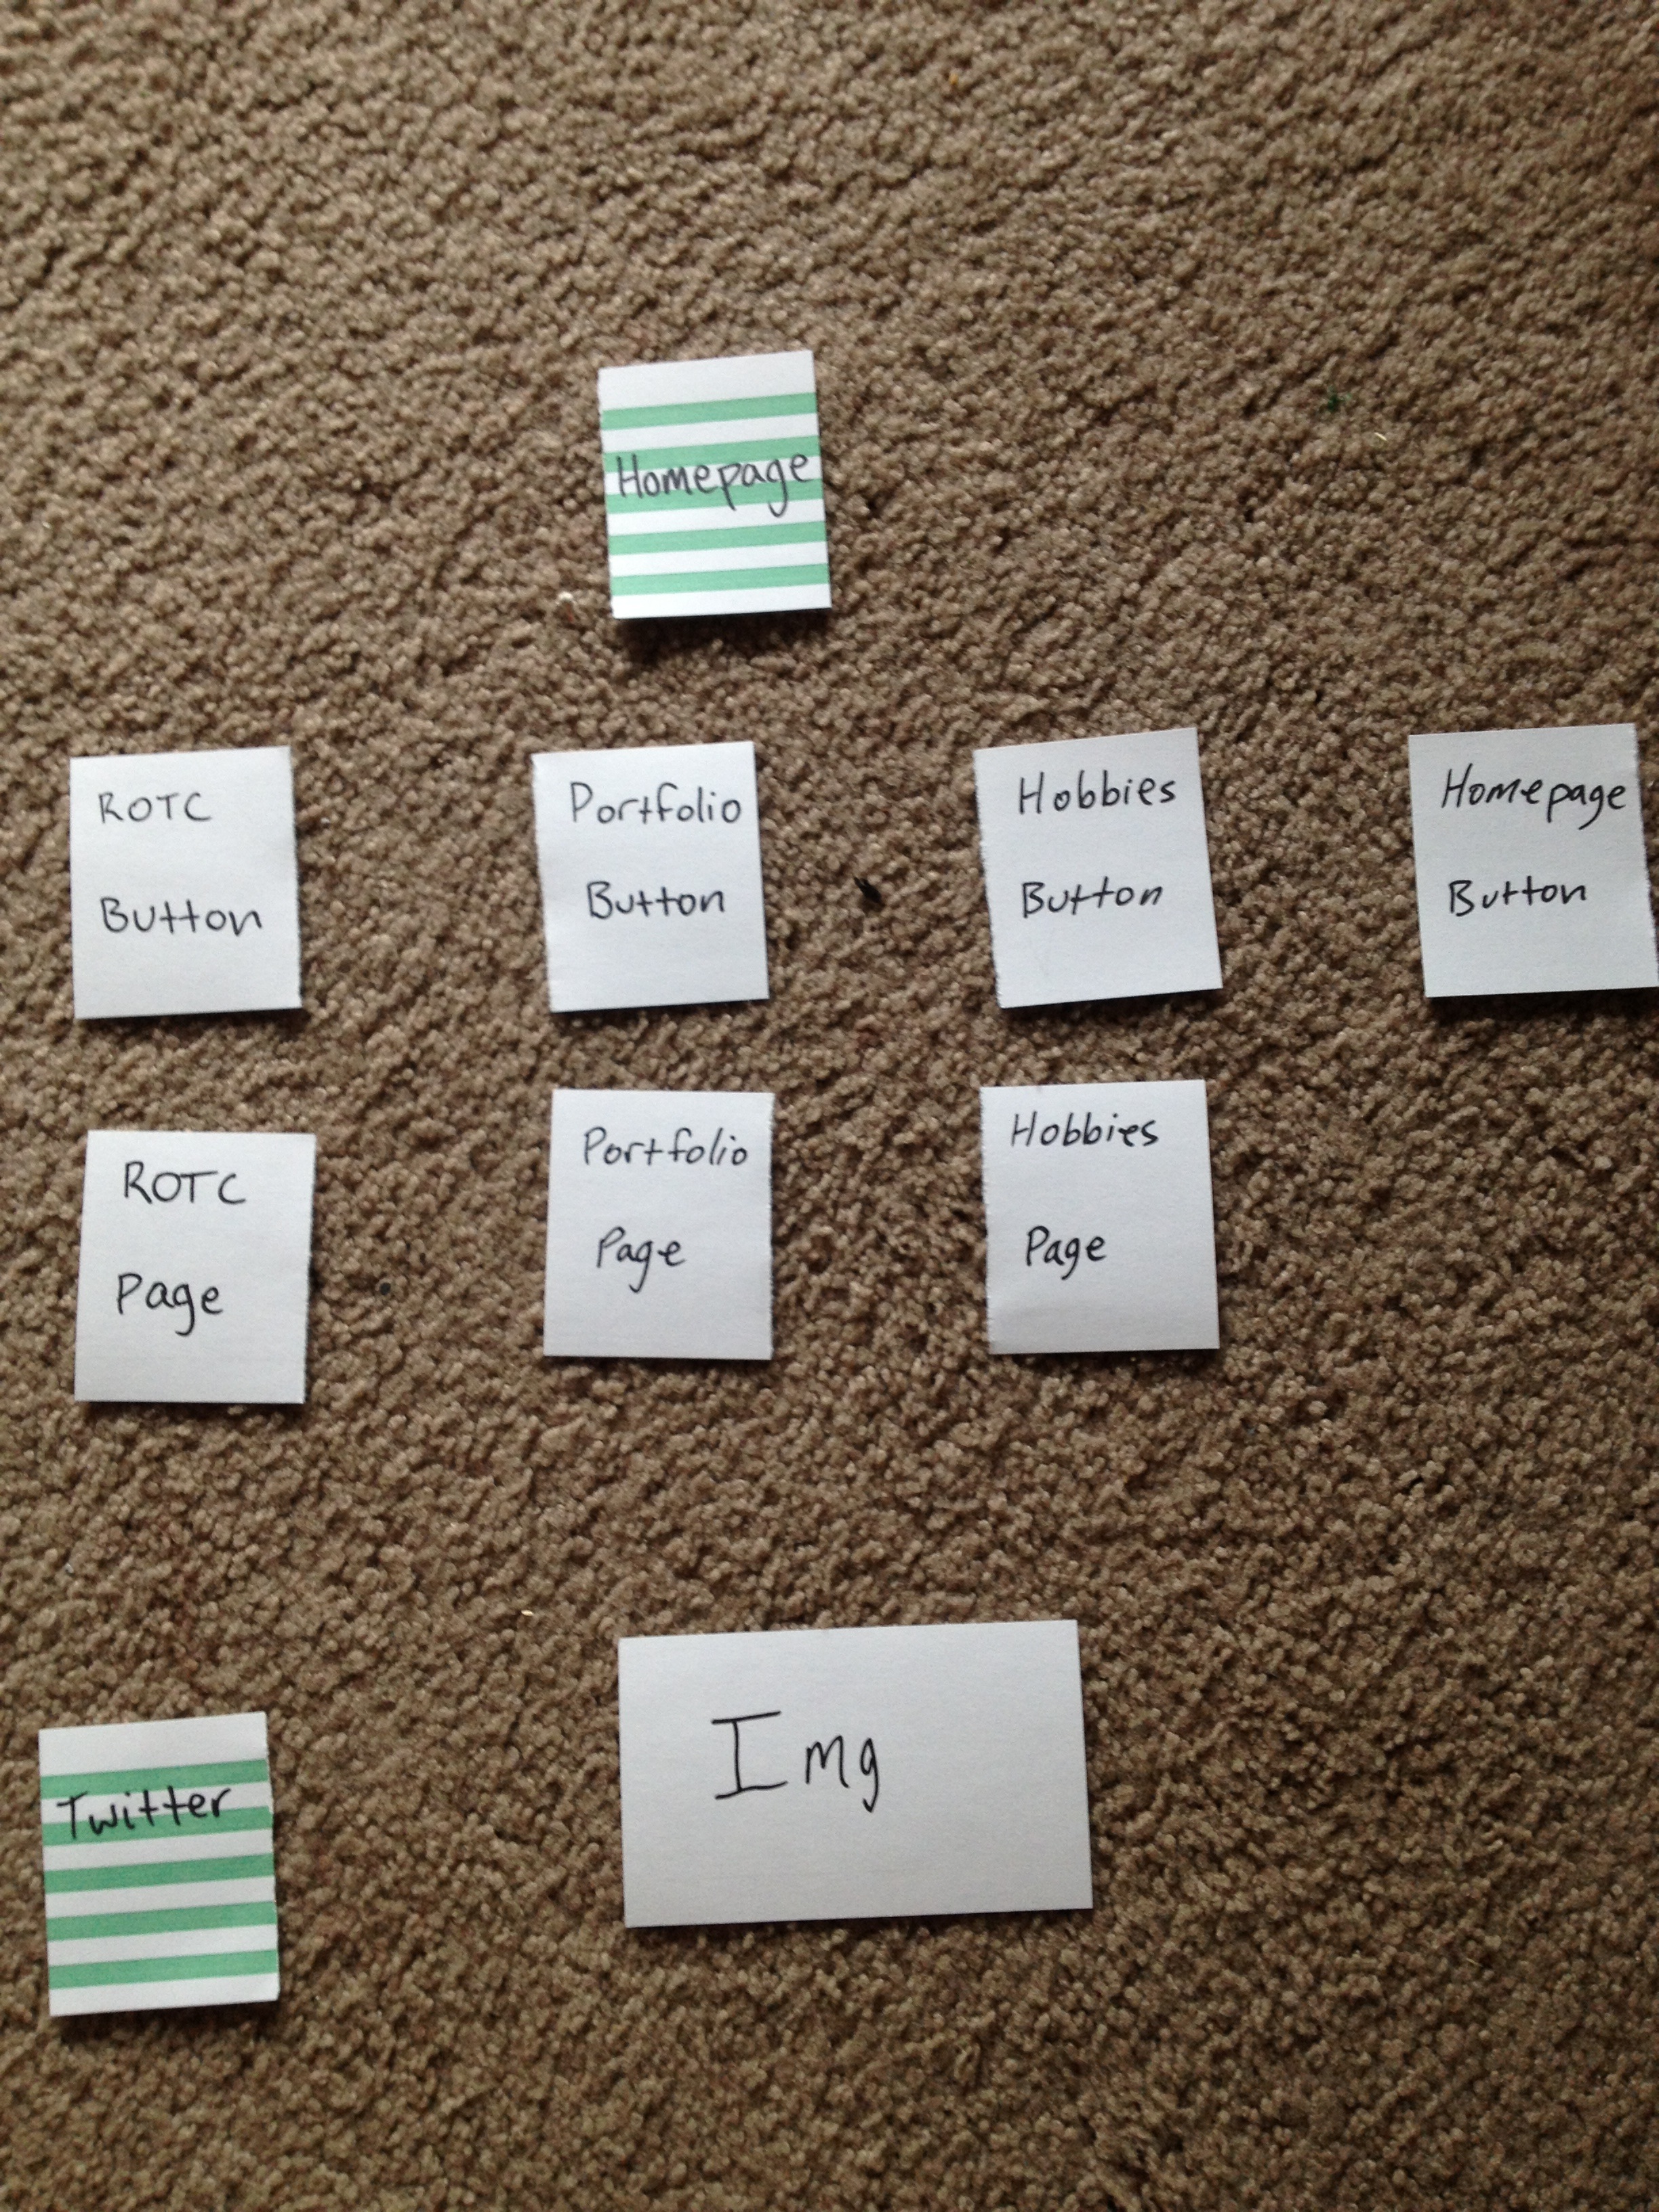 Homepage
ROTC
Button
Portfolio
Button
Hobbies
Button
Homepage
Button
ROTC
Page
Portfolio
Page
Hobbies
Page
Twitter
Img